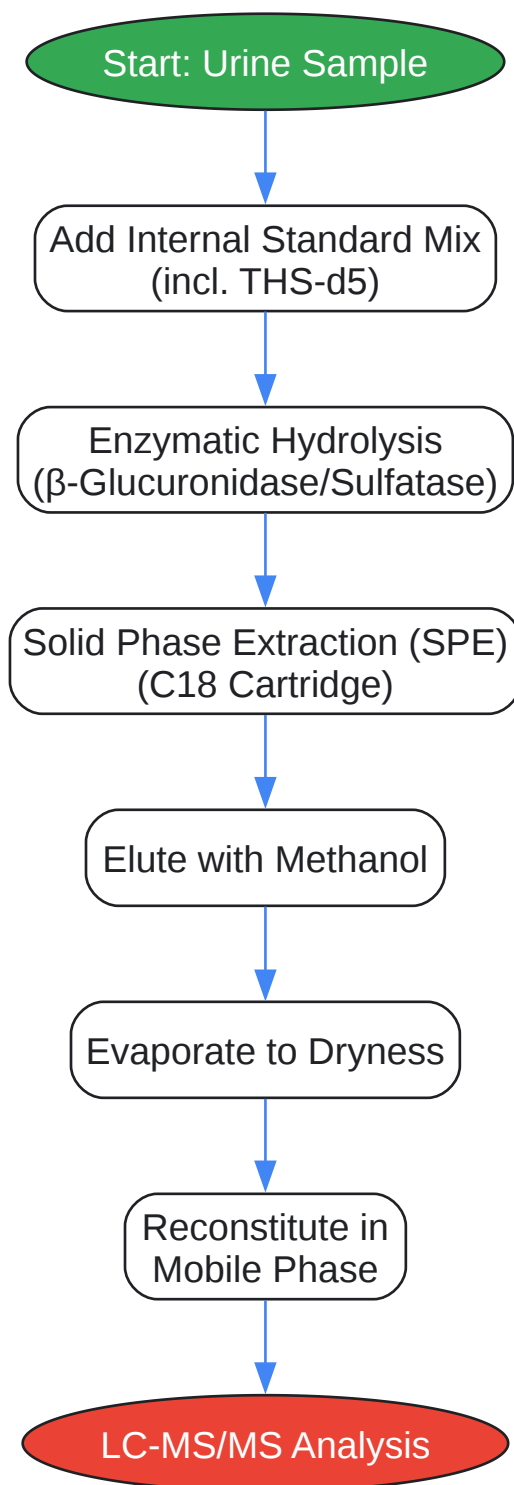 Start: Urine Sample
Add Internal Standard Mix
(incl. THS-d5)
Enzymatic Hydrolysis
(β-Glucuronidase/Sulfatase)
Solid Phase Extraction (SPE)
(C18 Cartridge)
Elute with Methanol
Evaporate to Dryness
Reconstitute in
Mobile Phase
LC-MS/MS Analysis